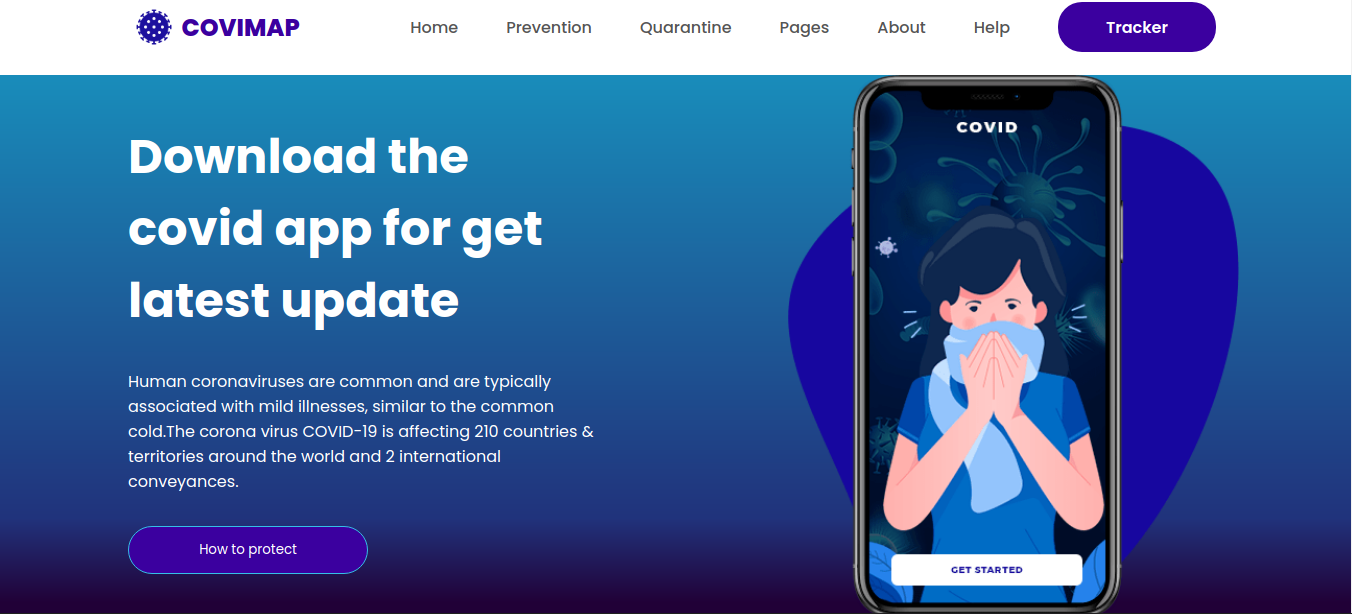 COVIMAP
Home
Prevention
Quarantine
Pages
About
Help
Tracker
Download the
covid app for get
latest update
Human coronaviruses are common and are typically
associated with mild illnesses, similar to the common
cold.The corona virus COVID-19 is affecting 210 countries &
territories around the world and 2 international
conveyances.
How to protect
COVID
GET STARTED